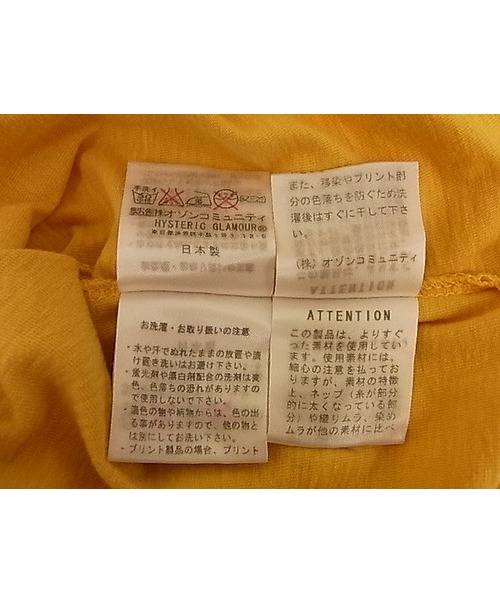 手洗イ
製品(株)オゾンコミュニティ
HYSTERIC GLAMOUR®
日本製
また、移染やプリント部
分の色落ちを防ぐため洗
濯後はすぐに干して下さ
い。
(株)オゾンコミュニティ
お洗濯・お取り扱いの注意
・水や汗でぬれたままの放置や漬
け置き洗いはお避け下さい。
・蛍光剤や漂白剤配合の洗剤は変
色、色落ちの恐れがありますの
で使用しないで下さい。
・濃色の物や柄物からは、色の出
る事がありますので、他の物と
は別にしてお洗い下さい。
・プリント製品の場合、プリント
ATTENTION
この製品は、よりすぐ
った素材を使用してい
ます。使用素材には、
細心の注意を払ってお
りますが、素材の特徴
上、ネップ(糸が部分
的に太くなっている部
分)や織りムラ、染め
ムラが他の素材に比べ